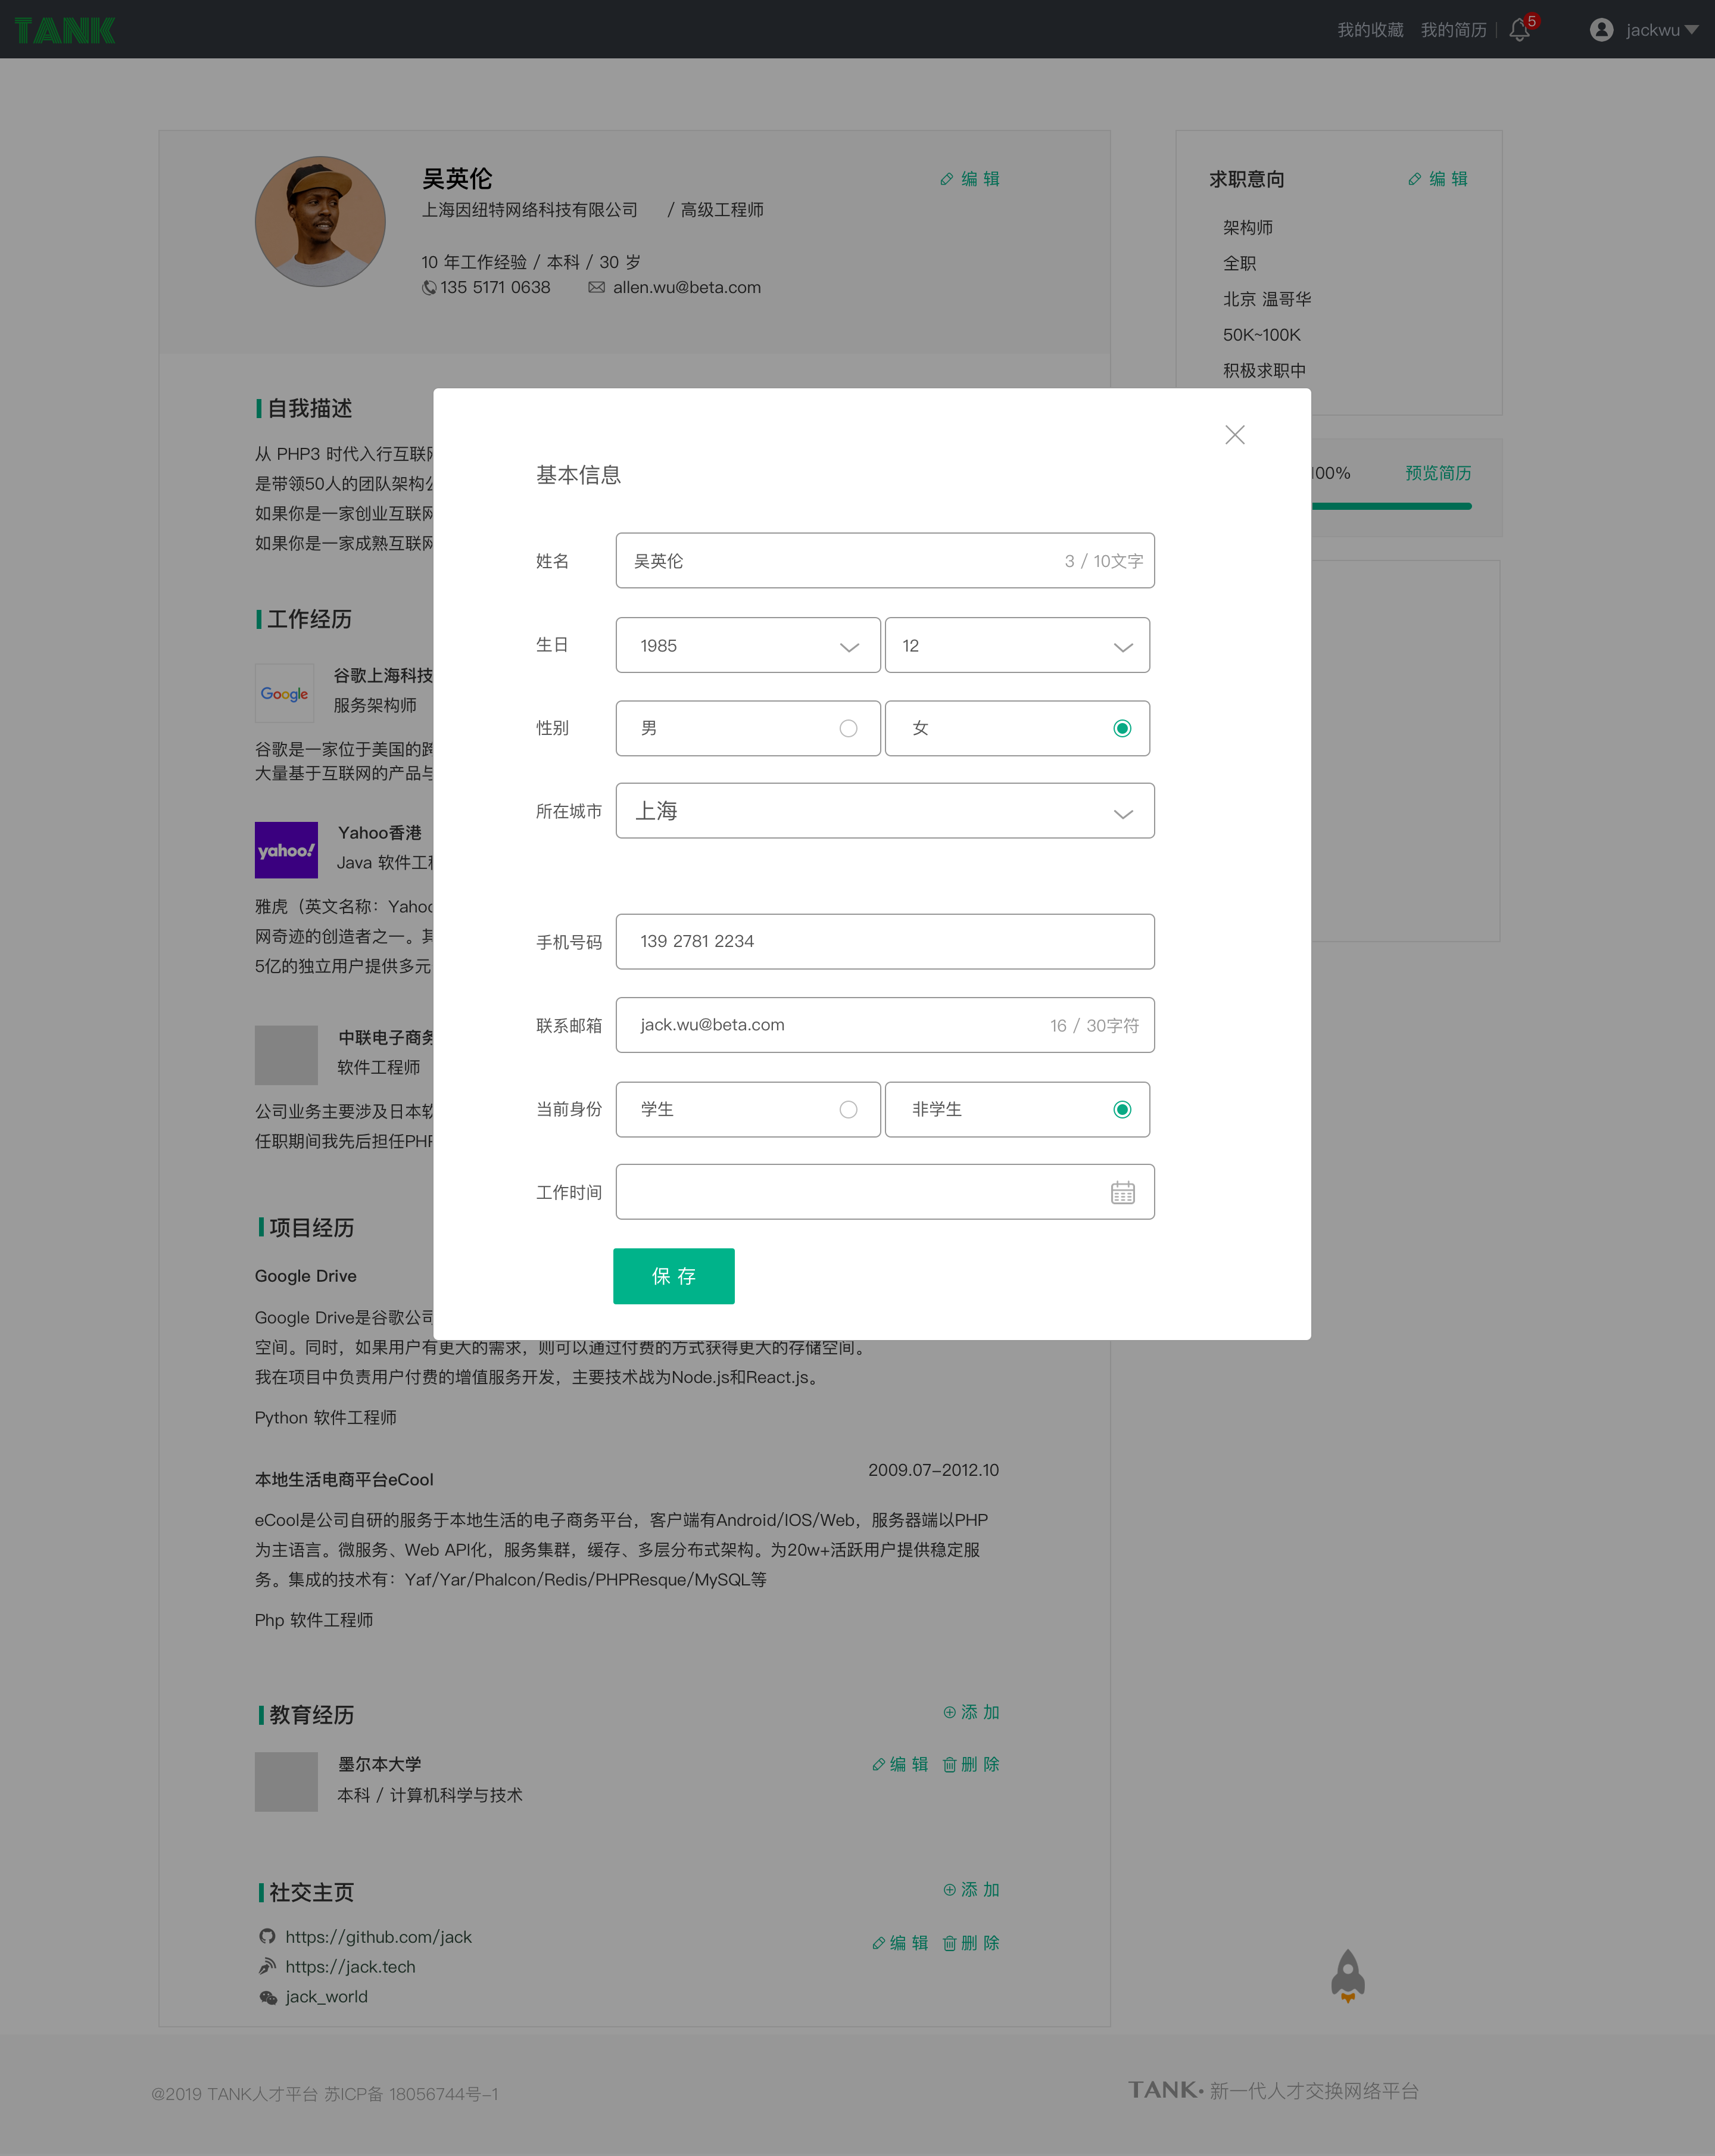 TANK
我的收藏 我的简历 5 jackwu
吴英伦
编 辑
上海因纽特网络科技有限公司 / 高级工程师
10 年工作经验 / 本科 / 30 岁
135 5171 0638 allen.wu@beta.com
求职意向
编 辑
架构师
全职
北京 温哥华
50K~100K
积极求职中
100% 预览简历
自我描述
从 PHP3 时代入行互联
是带领50人的团队架构
如果你是一家创业互联网
如果你是一家成熟互联网
工作经历
Google
谷歌上海科技
服务架构师
谷歌是一家位于美国的跨
大量基于互联网的产品与
yahoo!
Yahoo香港
Java 软件工程
雅虎（英文名称：Yahoo
网奇迹的创造者之一。其
5亿的独立用户提供多元
中联电子商务
软件工程师
公司业务主要涉及日本软
任职期间我先后担任PHP
基本信息
姓名 吴英伦 3 / 10文字
生日 1985 12
性别 男 女
所在城市 上海
手机号码 139 2781 2234
联系邮箱 jack.wu@beta.com 16 / 30字符
当前身份 学生 非学生
工作时间
保 存
项目经历
Google Drive
Google Drive是谷歌公司
空间。同时，如果用户有更大的需求，则可以通过付费的方式获得更大的存储空间。
我在项目中负责用户付费的增值服务开发，主要技术战为Node.js和React.js。
Python 软件工程师
本地生活电商平台eCool 2009.07-2012.10
eCool是公司自研的服务于本地生活的电子商务平台，客户端有Android/IOS/Web，服务器端以PHP
为主语言。微服务、Web API化，服务集群，缓存、多层分布式架构。为20w+活跃用户提供稳定服
务。集成的技术有：Yaf/Yar/Phalcon/Redis/PHPResque/MySQL等
Php 软件工程师
教育经历 添 加
墨尔本大学 编 辑 删 除
本科 / 计算机科学与技术
社交主页 添 加
https://github.com/jack 编 辑 删 除
https://jack.tech
jack_world
@2019 TANK人才平台 苏ICP备 18056744号-1
TANK· 新一代人才交换网络平台